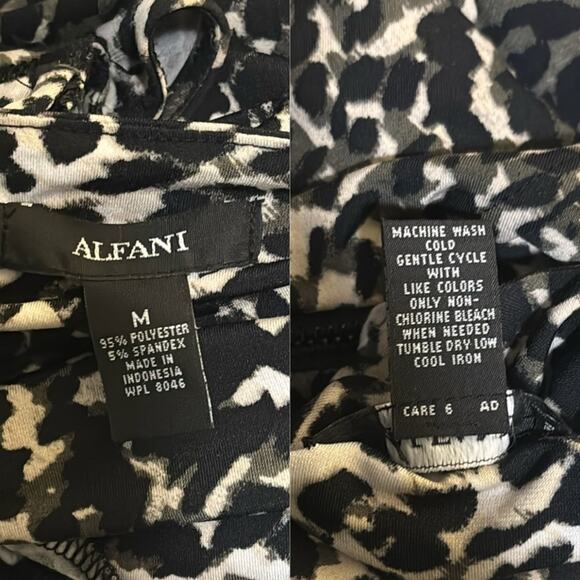 ALFANI
M
95% POLYESTER
5% SPANDEX
MADE IN
INDONESIA
WPL 8046
MACHINE WASH
COLD
GENTLE CYCLE
WITH
LIKE COLORS
ONLY NON-
CHLORINE BLEACH
WHEN NEEDED
TUMBLE DRY LOW
COOL IRON
CARE 6 AD